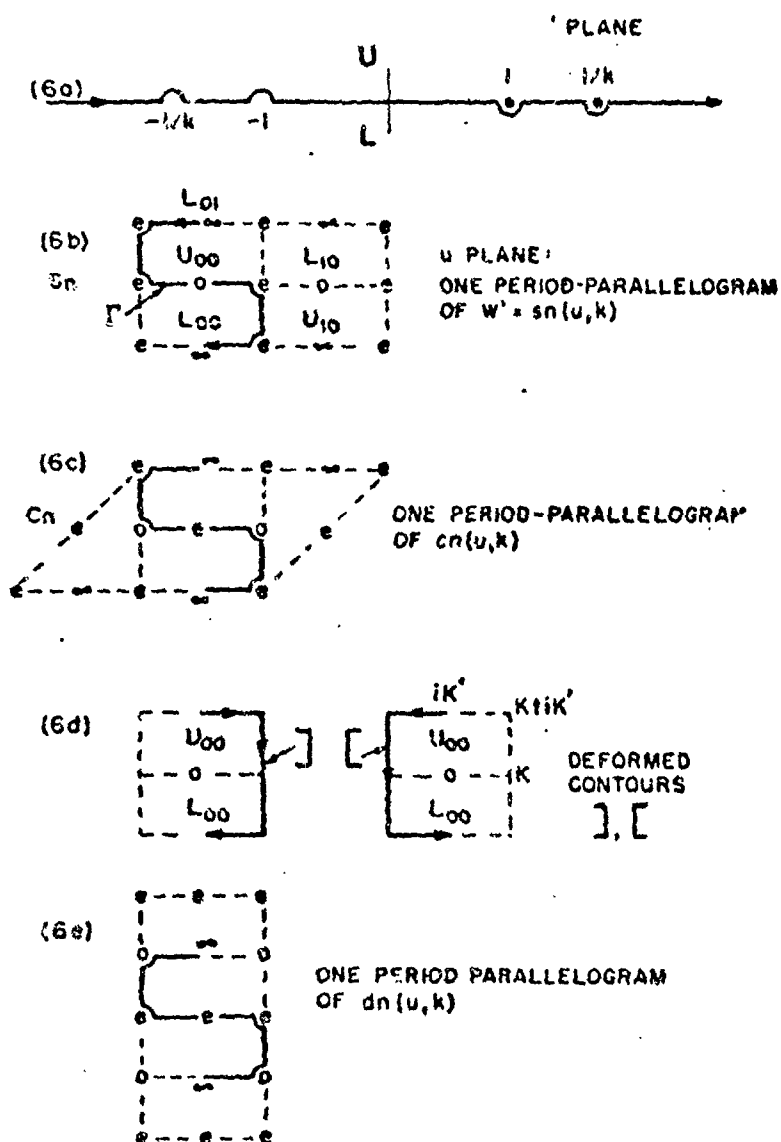 ' PLANE
U
(6a)
-1/k -1 1 1/k
L
(6b)
Sn
L01
U00 L10
Γ
L00 U10
u PLANE:
ONE PERIOD-PARALLELOGRAM
OF W' = sn(u,k)
e e e
e o e o e
e ∞ e ∞ e
(6c)
Cn
ONE PERIOD-PARALLELOGRAM
OF cn(u,k)
(6d)
U00
o
L00
] [
iK' K+iK'
U00
o K
L00
DEFORMED
CONTOURS
], [
(6e)
e e e
o ∞ o
e e e
o ∞ o
e e e
ONE PERIOD PARALLELOGRAM
OF dn(u,k)